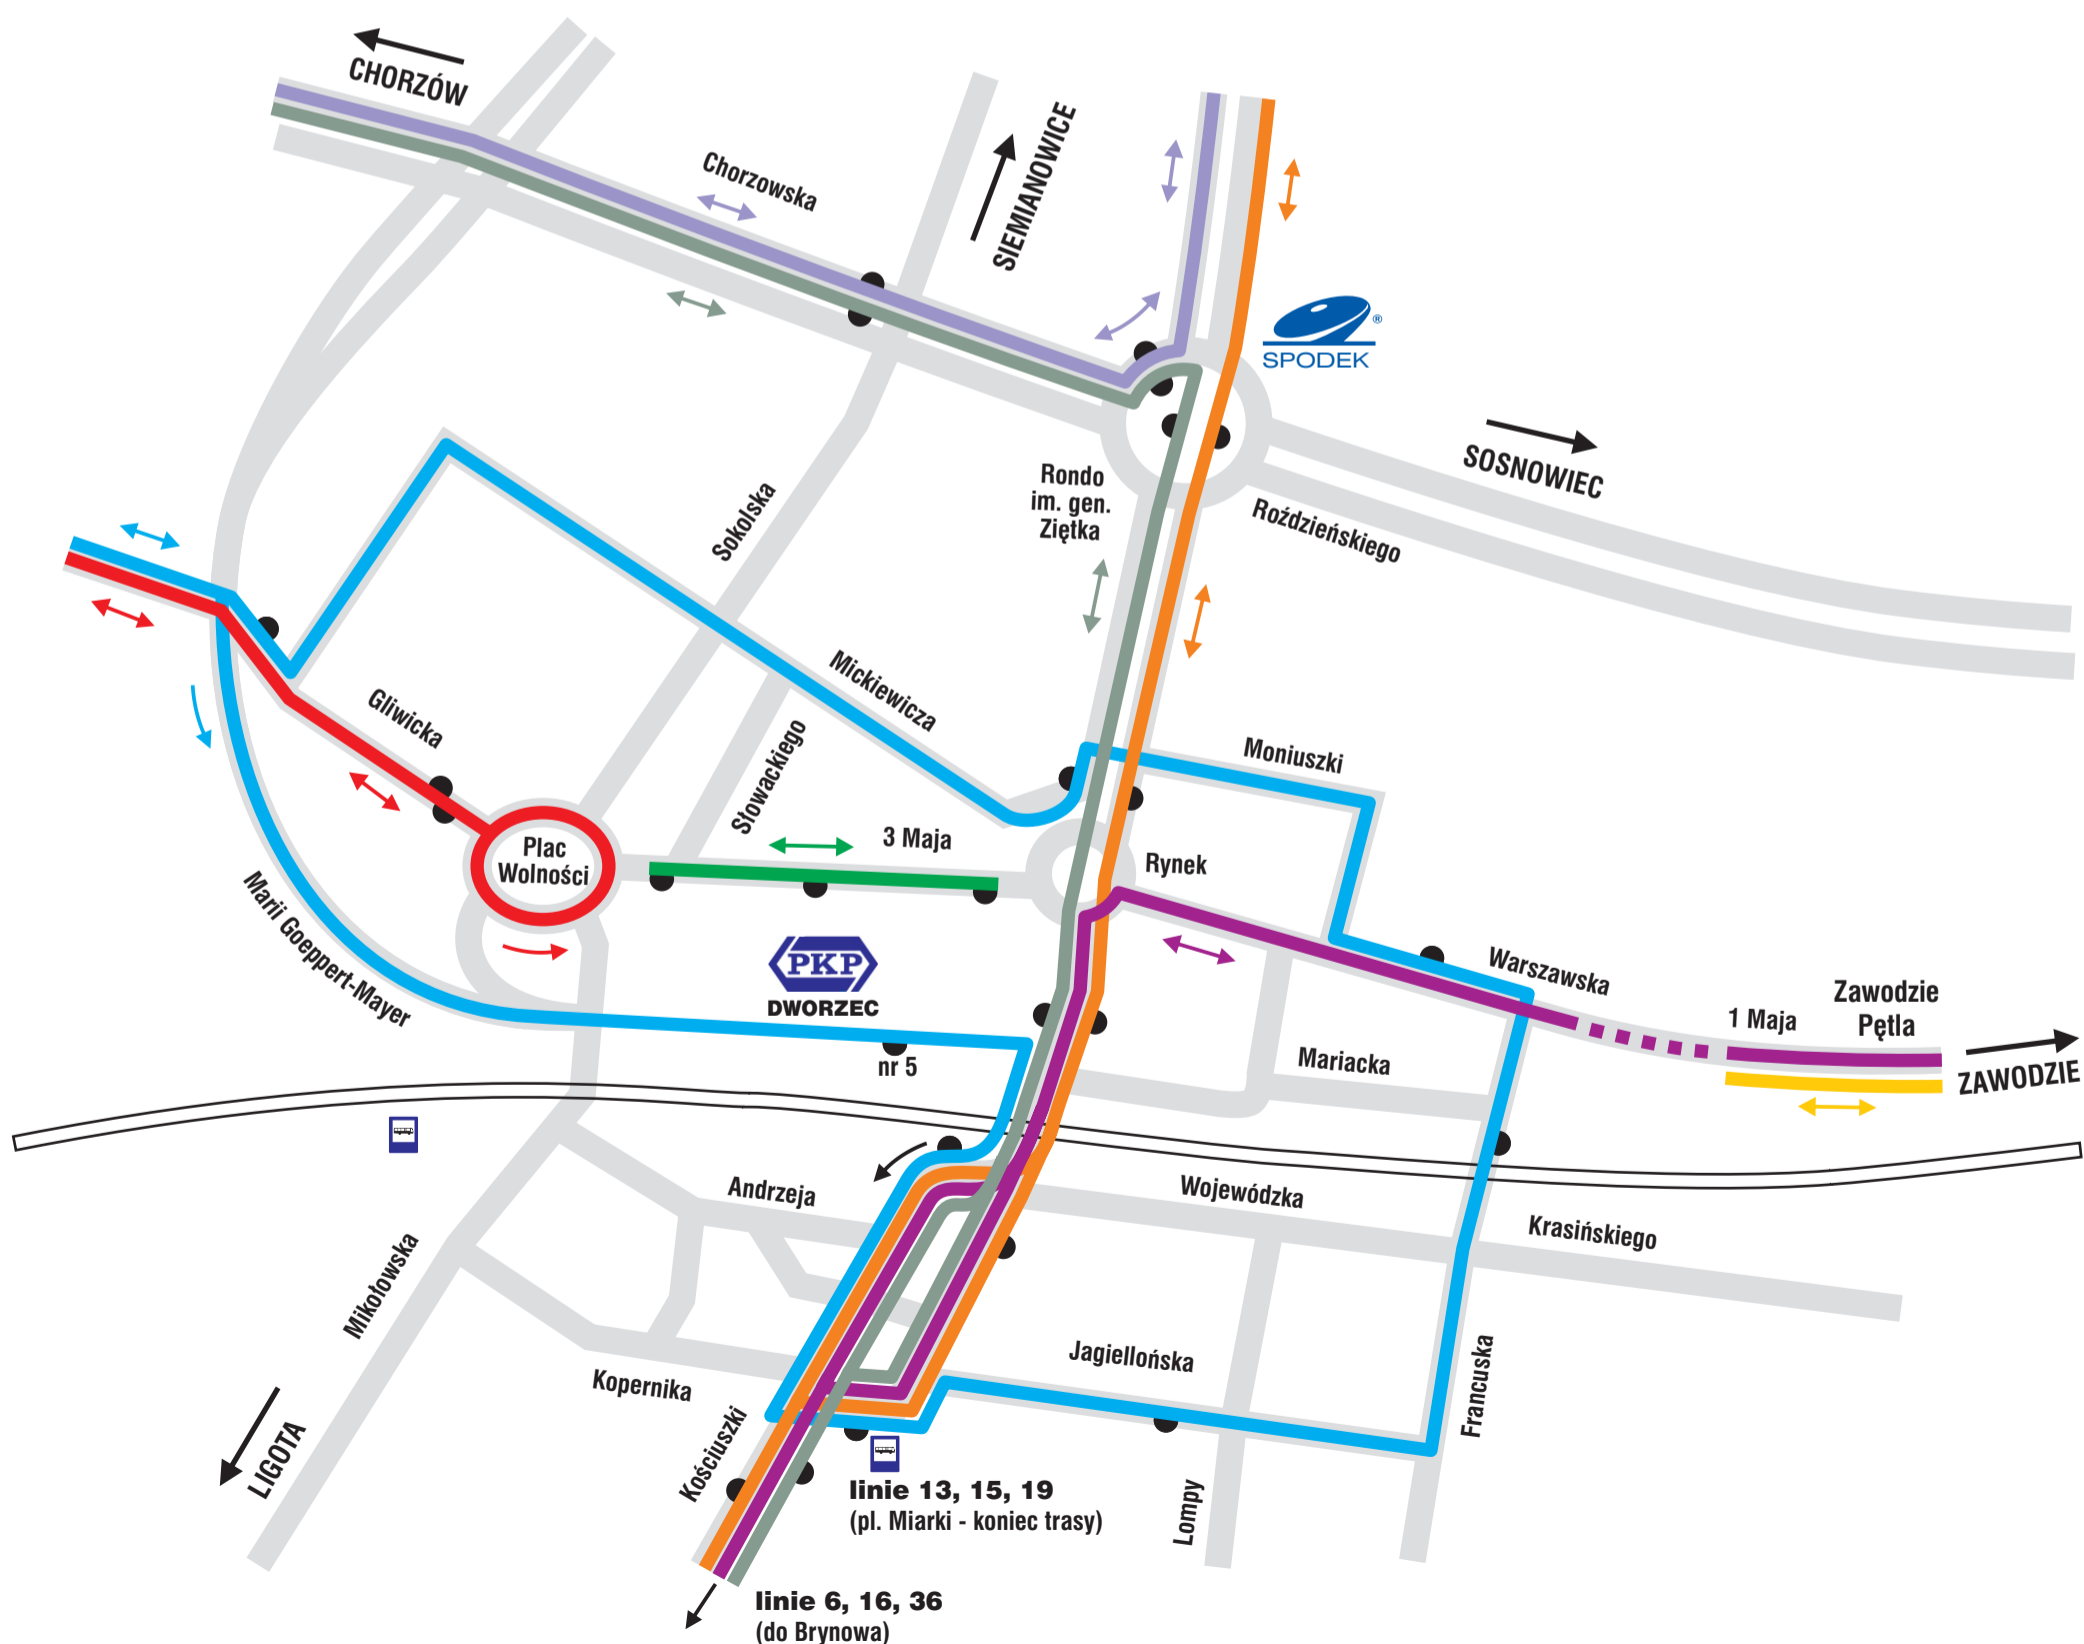 CHORZÓW
Chorzowska
SIEMIANOWICE
SPODEK
®
SOSNOWIEC
Rondo
im. gen.
Ziętka
Roździeńskiego
Sokolska
Mickiewicza
Gliwicka
Słowackiego
Moniuszki
3 Maja
Plac
Wolności
Rynek
Marii Goeppert-Mayer
PKP
DWORZEC
Warszawska
1 Maja
Zawodzie
Pętla
ZAWODZIE
nr 5
Mariacka
Andrzeja
Wojewódzka
Krasińskiego
Mikołowska
Kopernika
Jagiellońska
Francuska
LIGOTA
Kościuszki
Lompy
linie 13, 15, 19
(pl. Miarki - koniec trasy)
linie 6, 16, 36
(do Brynowa)